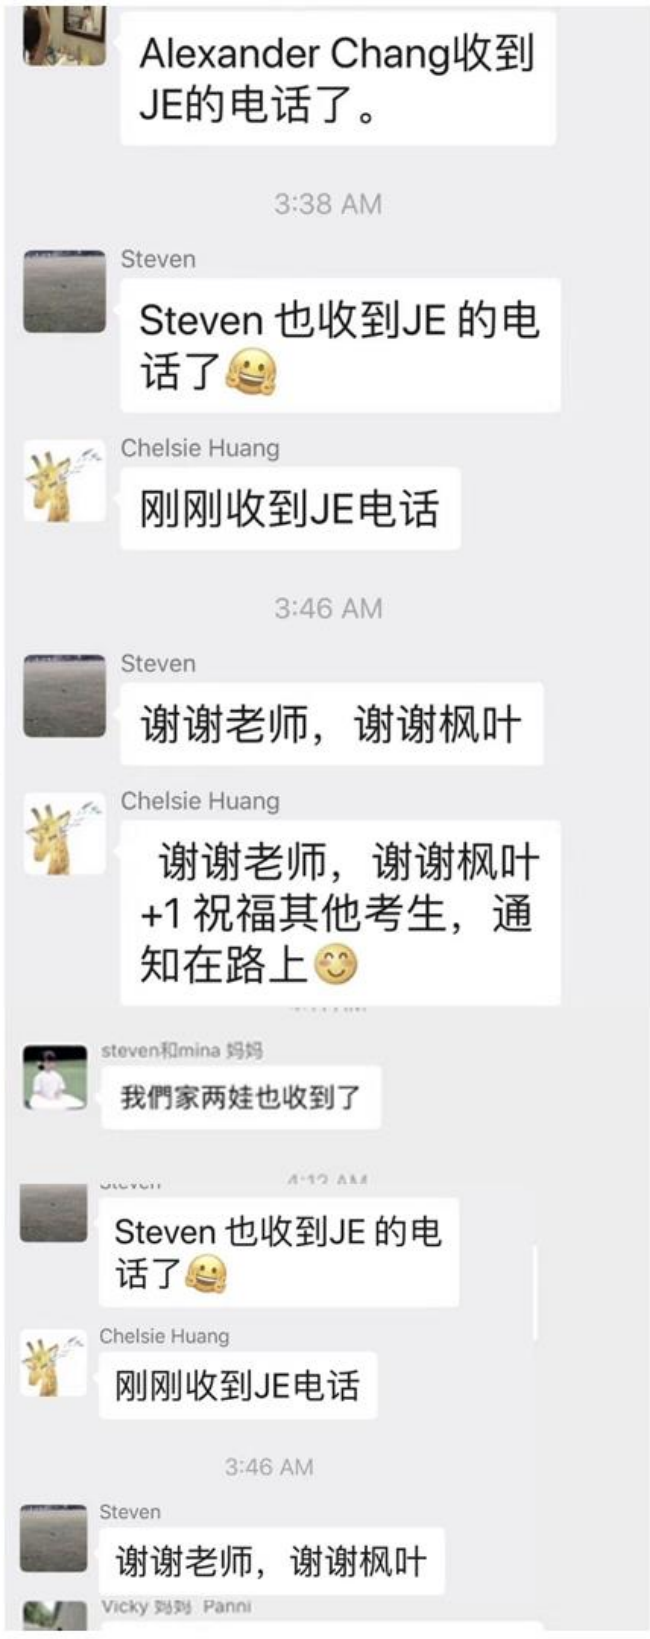 Alexander Chang收到
JE的电话了。
3:38 AM
Steven
Steven 也收到JE 的电
话了🤗
Chelsie Huang
刚刚收到JE电话
3:46 AM
Steven
谢谢老师，谢谢枫叶
Chelsie Huang
谢谢老师，谢谢枫叶
+1 祝福其他考生，通
知在路上😊
steven和mina 妈妈
我們家两娃也收到了
Steven
Steven 也收到JE 的电
话了🤗
Chelsie Huang
刚刚收到JE电话
3:46 AM
Steven
谢谢老师，谢谢枫叶
Vicky 妈妈 Panni